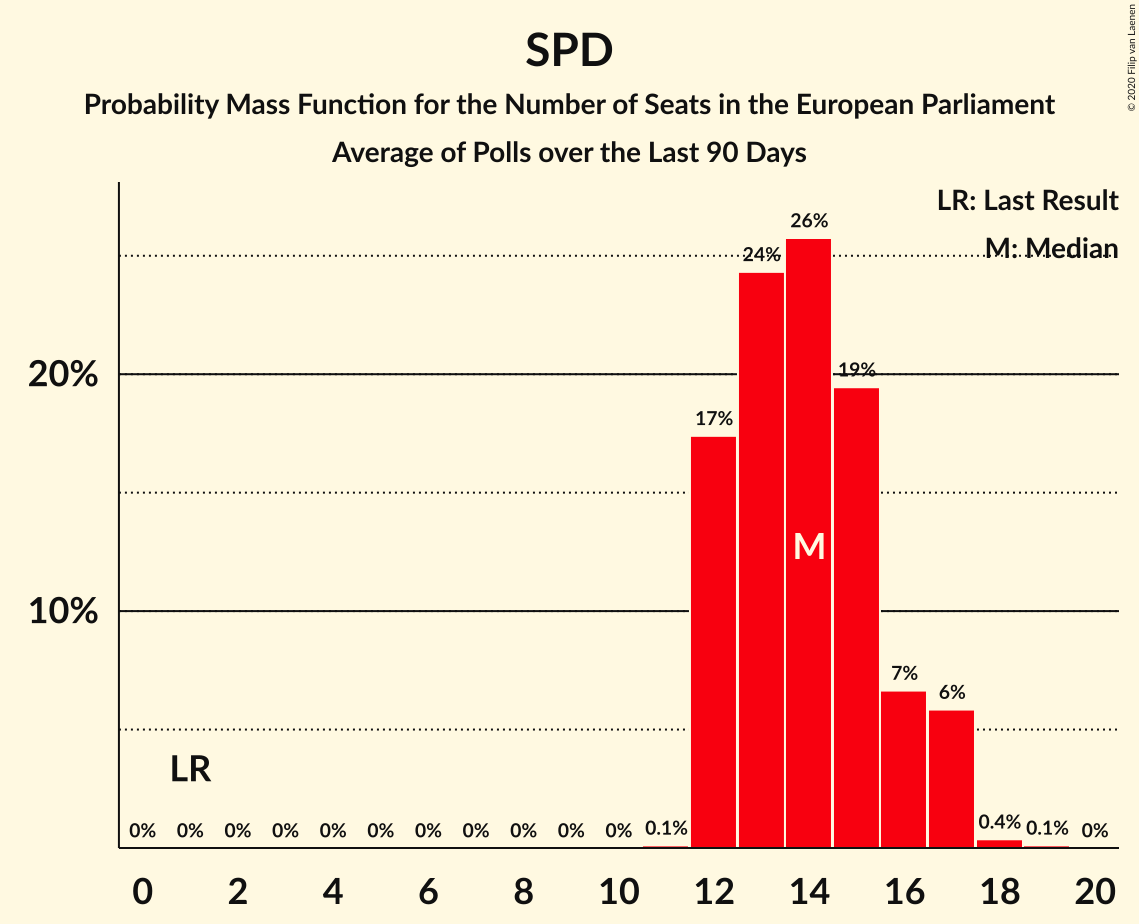 SPD
Probability Mass Function for the Number of Seats in the European Parliament
Average of Polls over the Last 90 Days
© 2020 Filip van Laenen
LR: Last Result
M: Median
26%
24%
20%
19%
17%
M
10%
7%
6%
LR
0% 0% 0% 0% 0% 0% 0% 0% 0% 0% 0% 0.1% 0.4% 0.1% 0%
0 2 4 6 8 10 12 14 16 18 20